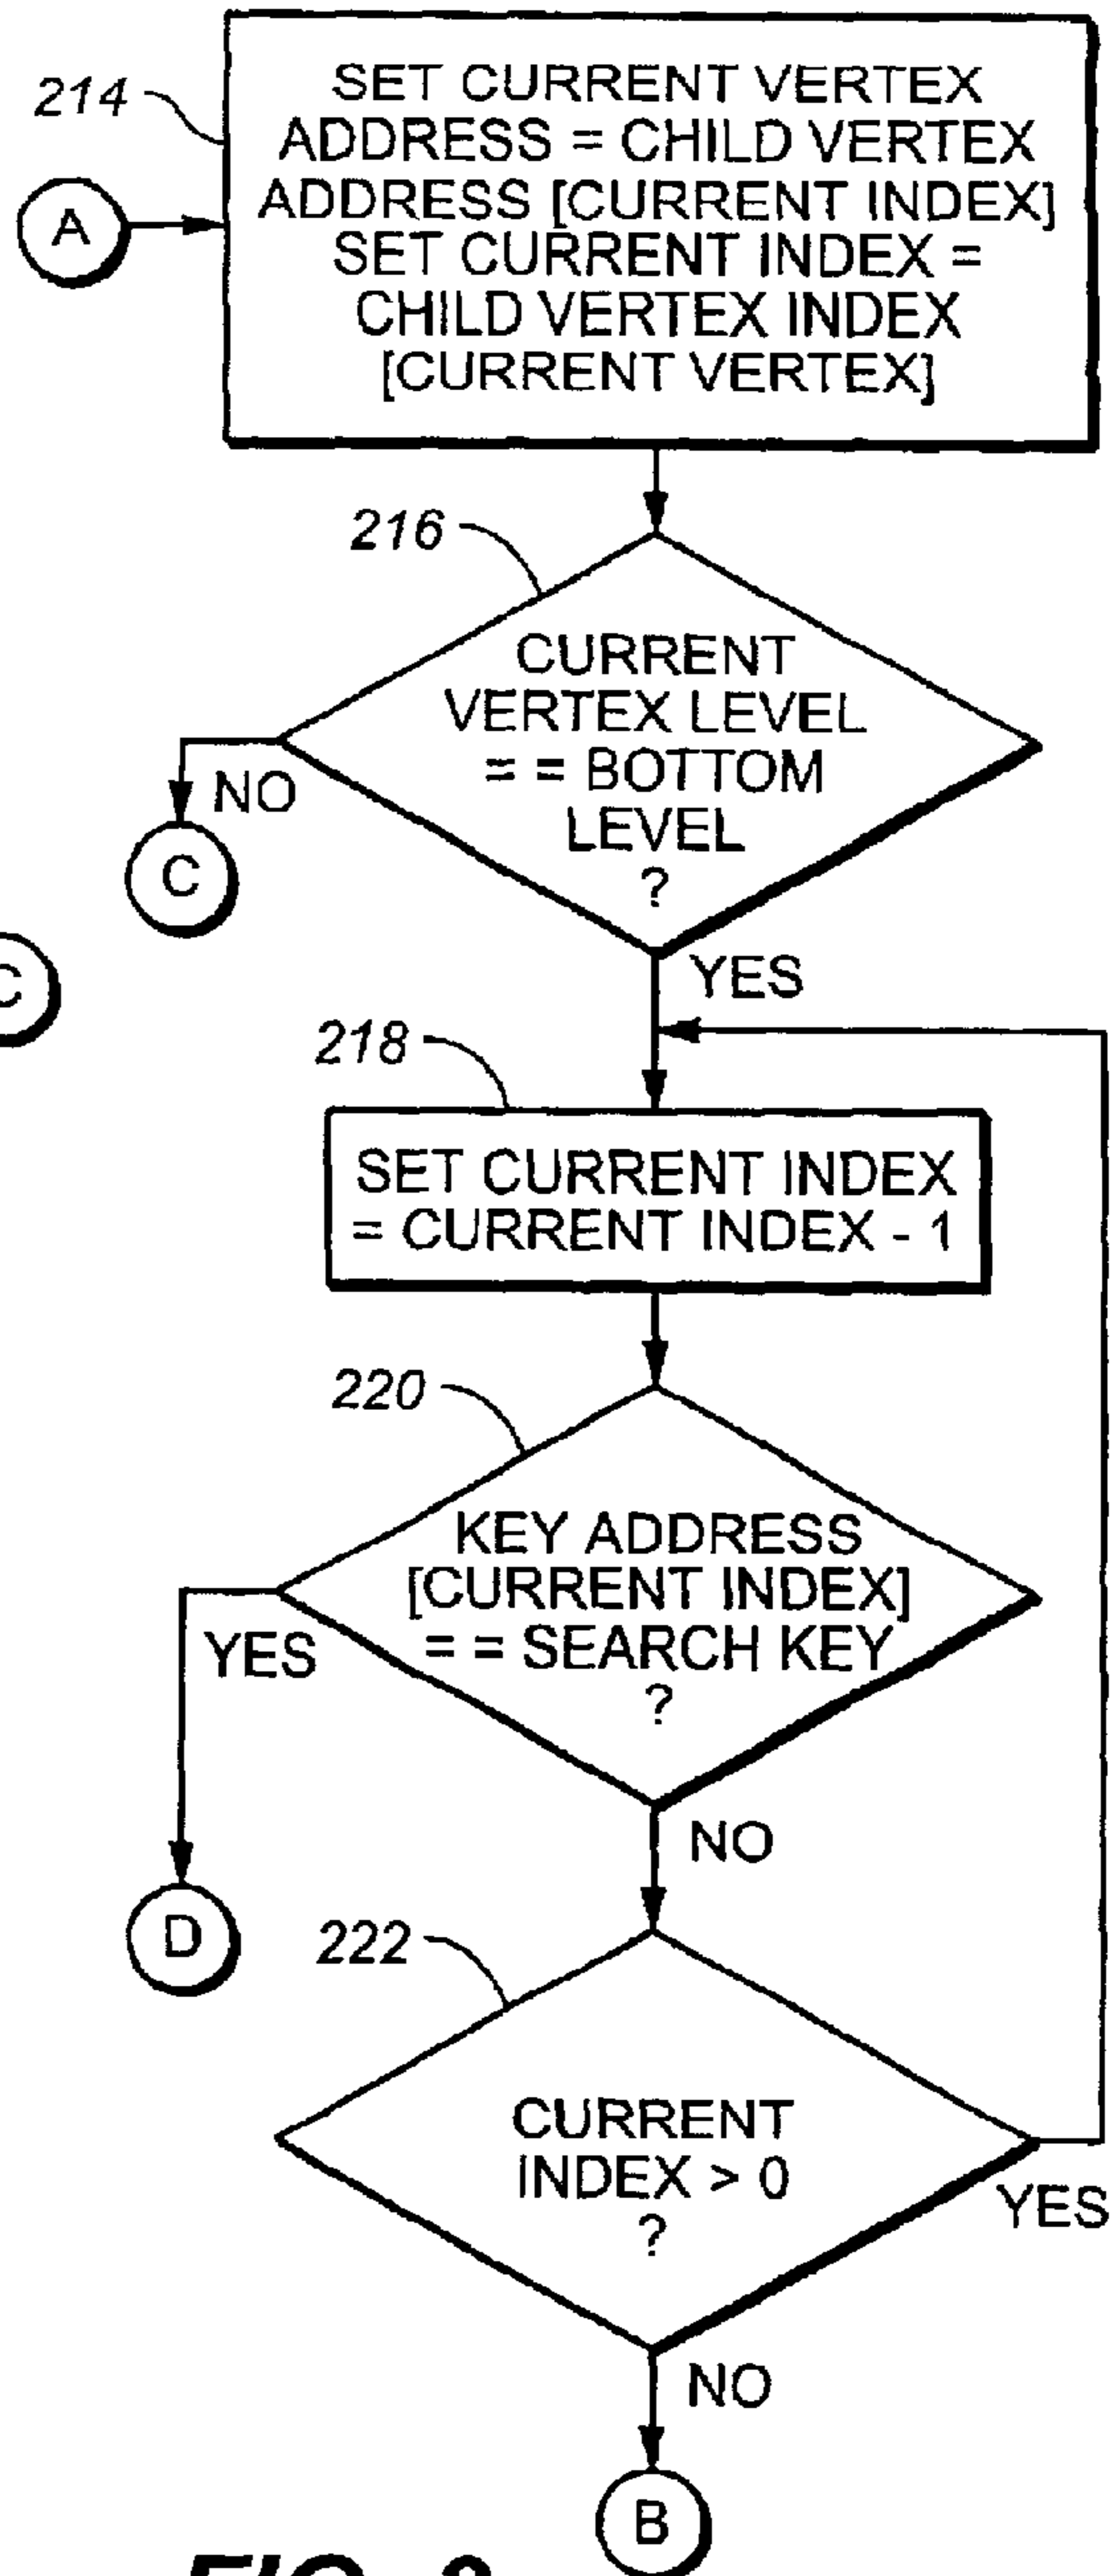 214
SET CURRENT VERTEX
ADDRESS = CHILD VERTEX
ADDRESS [CURRENT INDEX]
SET CURRENT INDEX =
CHILD VERTEX INDEX
[CURRENT VERTEX]
A
216
CURRENT
VERTEX LEVEL
= = BOTTOM
LEVEL
?
NO
C
YES
C
218
SET CURRENT INDEX
= CURRENT INDEX - 1
220
KEY ADDRESS
[CURRENT INDEX]
= = SEARCH KEY
?
YES
NO
D
222
CURRENT
INDEX > 0
?
YES
NO
B